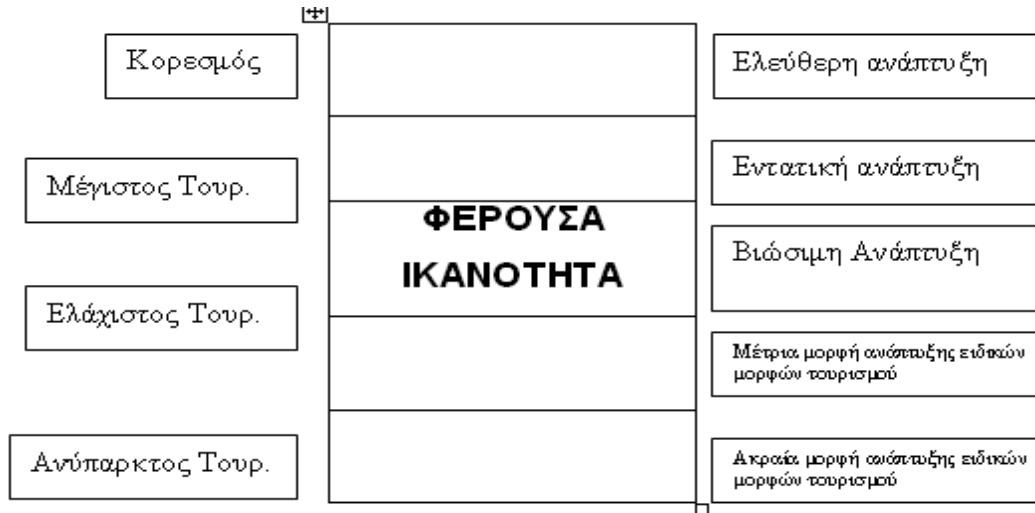 Κορεσμός
Ελεύθερη ανάπτυξη
Μέγιστος Τουρ.
Εντατική ανάπτυξη
ΦΕΡΟΥΣΑ
ΙΚΑΝΟΤΗΤΑ
Βιώσιμη Ανάπτυξη
Ελάχιστος Τουρ.
Μέτρια μορφή ανάπτυξης ειδικών
μορφών τουρισμού
Ανύπαρκτος Τουρ.
Ακραία μορφή ανάπτυξης ειδικών
μορφών τουρισμού